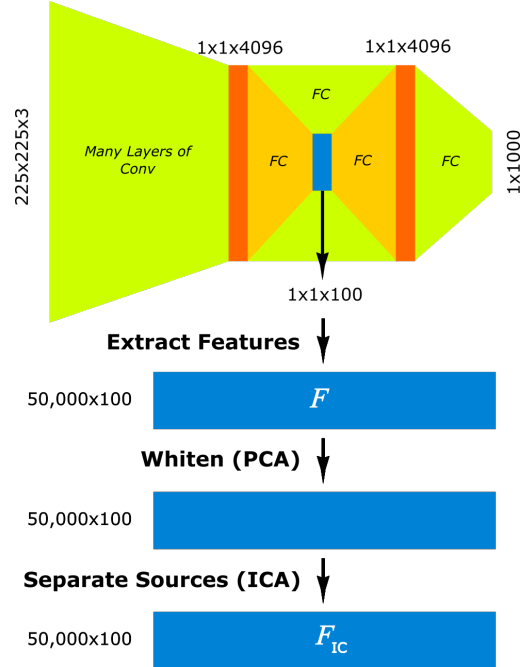 1x1x4096
1x1x4096
225x225x3
Many Layers of
Conv
FC
FC
FC
FC
1x1000
1x1x100
Extract Features
50,000x100
F
Whiten (PCA)
50,000x100
Separate Sources (ICA)
50,000x100
F_IC